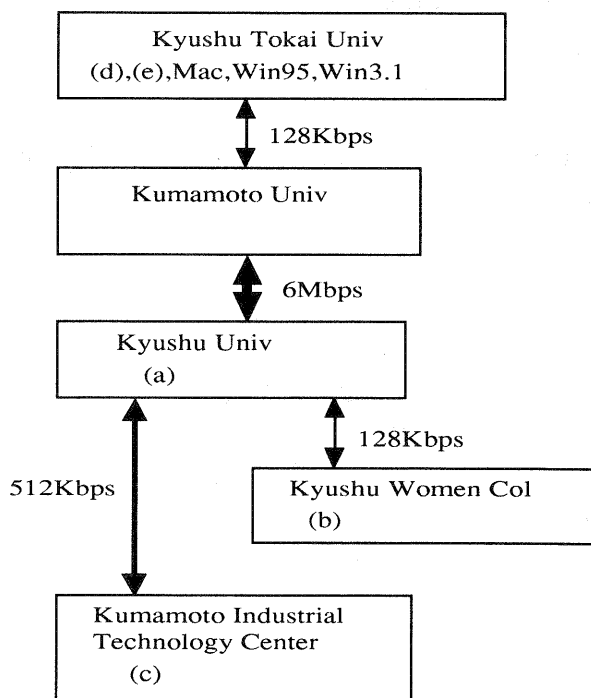 Kyushu Tokai Univ
(d),(e),Mac,Win95,Win3.1
128Kbps
Kumamoto Univ
6Mbps
Kyushu Univ
(a)
128Kbps
512Kbps
Kyushu Women Col
(b)
Kumamoto Industrial
Technology Center
(c)